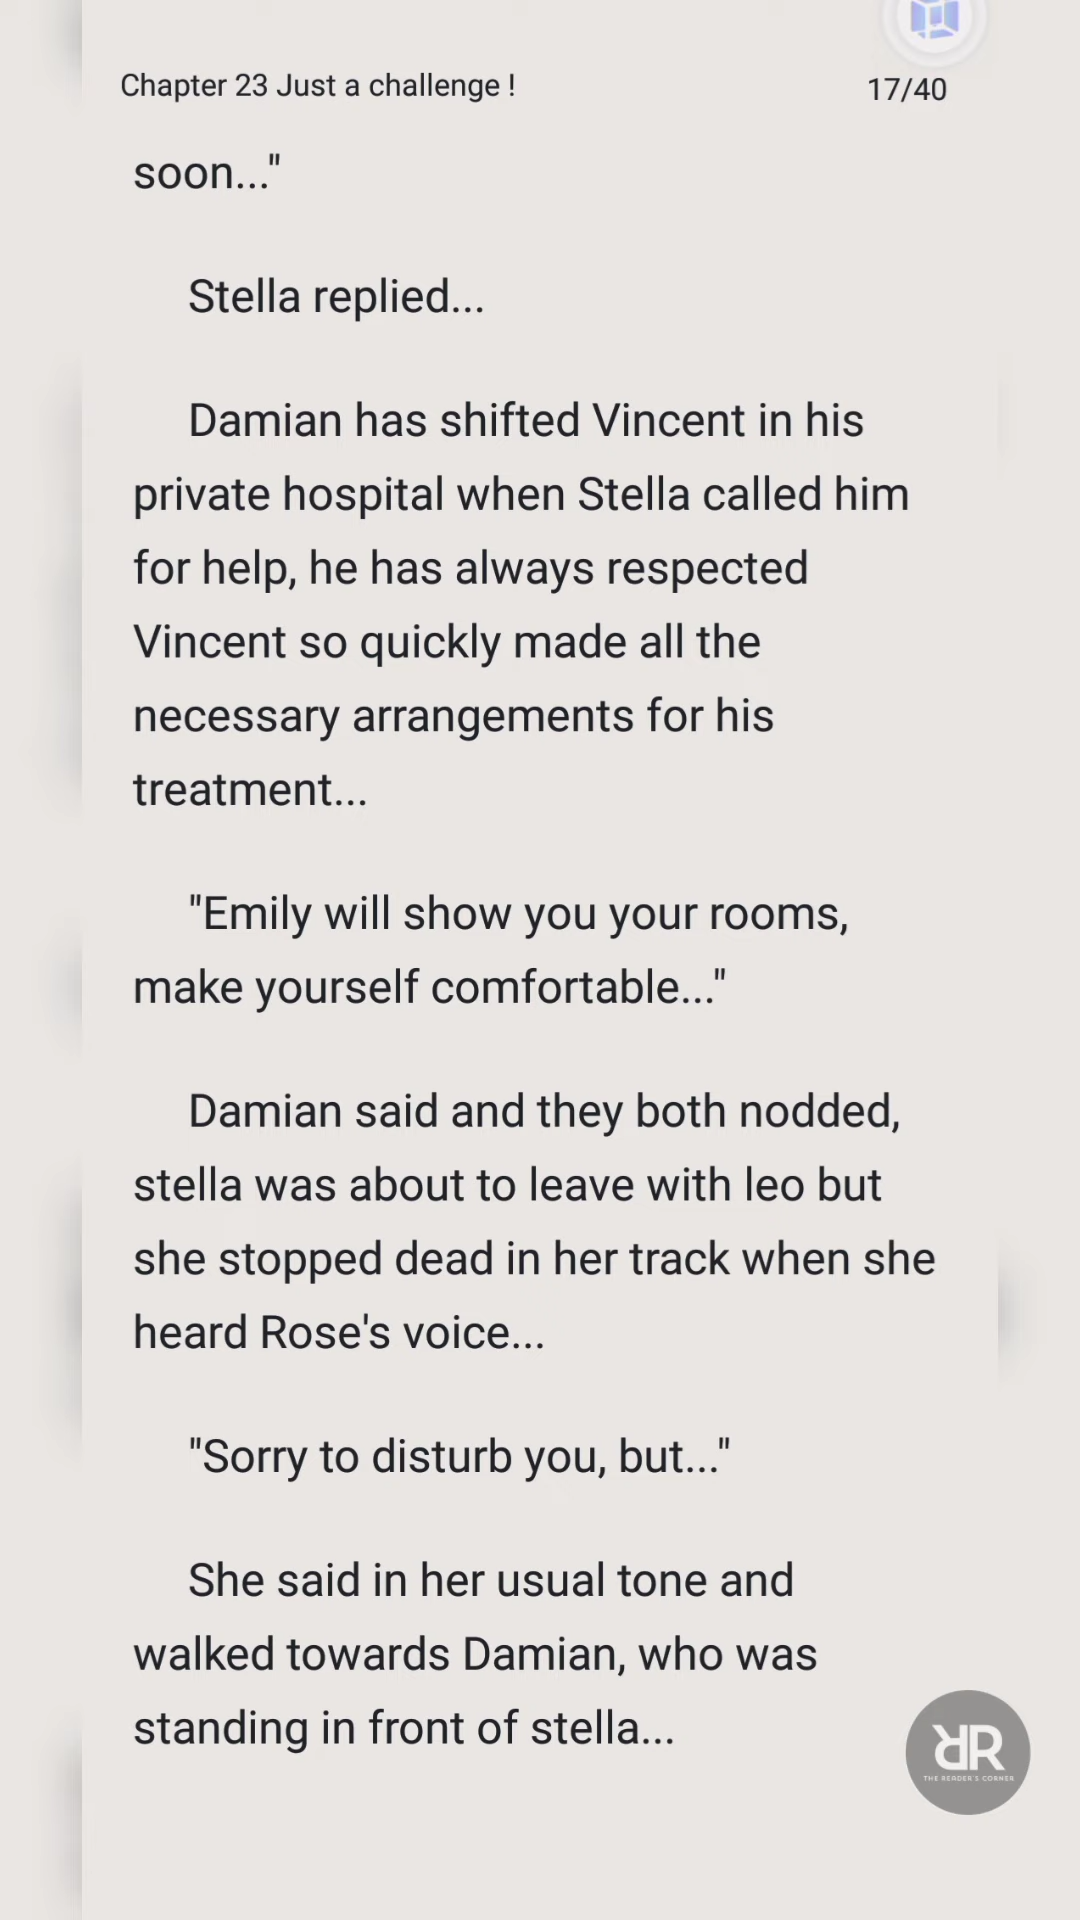 Chapter 23 Just a challenge !
17/40
soon..."
Stella replied...
Damian has shifted Vincent in his
private hospital when Stella called him
for help, he has always respected
Vincent so quickly made all the
necessary arrangements for his
treatment...
"Emily will show you your rooms,
make yourself comfortable..."
Damian said and they both nodded,
stella was about to leave with leo but
she stopped dead in her track when she
heard Rose's voice...
"Sorry to disturb you, but..."
She said in her usual tone and
walked towards Damian, who was
standing in front of stella...
RR
THE READER'S CORNER